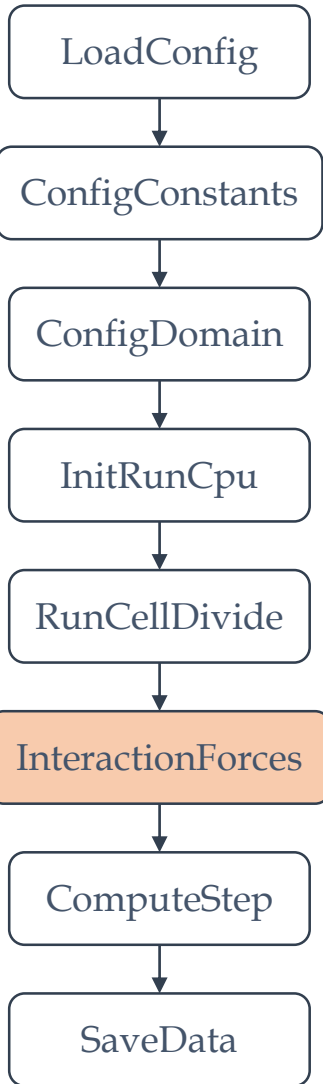 LoadConfig
ConfigConstants
ConfigDomain
InitRunCpu
RunCellDivide
InteractionForces
ComputeStep
SaveData